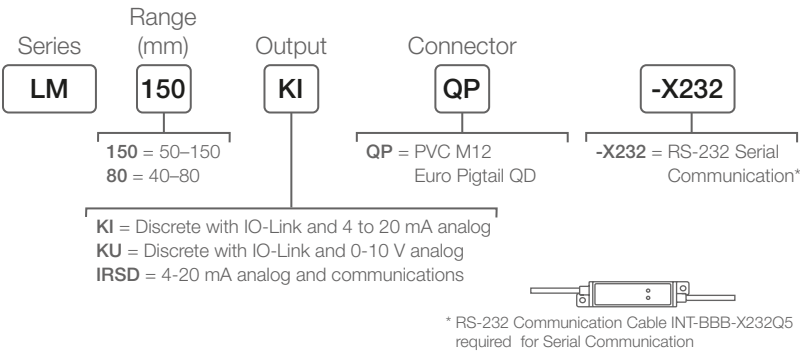 Series
Range
(mm)
Output
Connector
LM
150
KI
QP
-X232
150 = 50–150
80 = 40–80
QP = PVC M12
Euro Pigtail QD
-X232 = RS-232 Serial
Communication*
KI = Discrete with IO-Link and 4 to 20 mA analog
KU = Discrete with IO-Link and 0-10 V analog
IRSD = 4-20 mA analog and communications
* RS-232 Communication Cable INT-BBB-X232Q5
required for Serial Communication